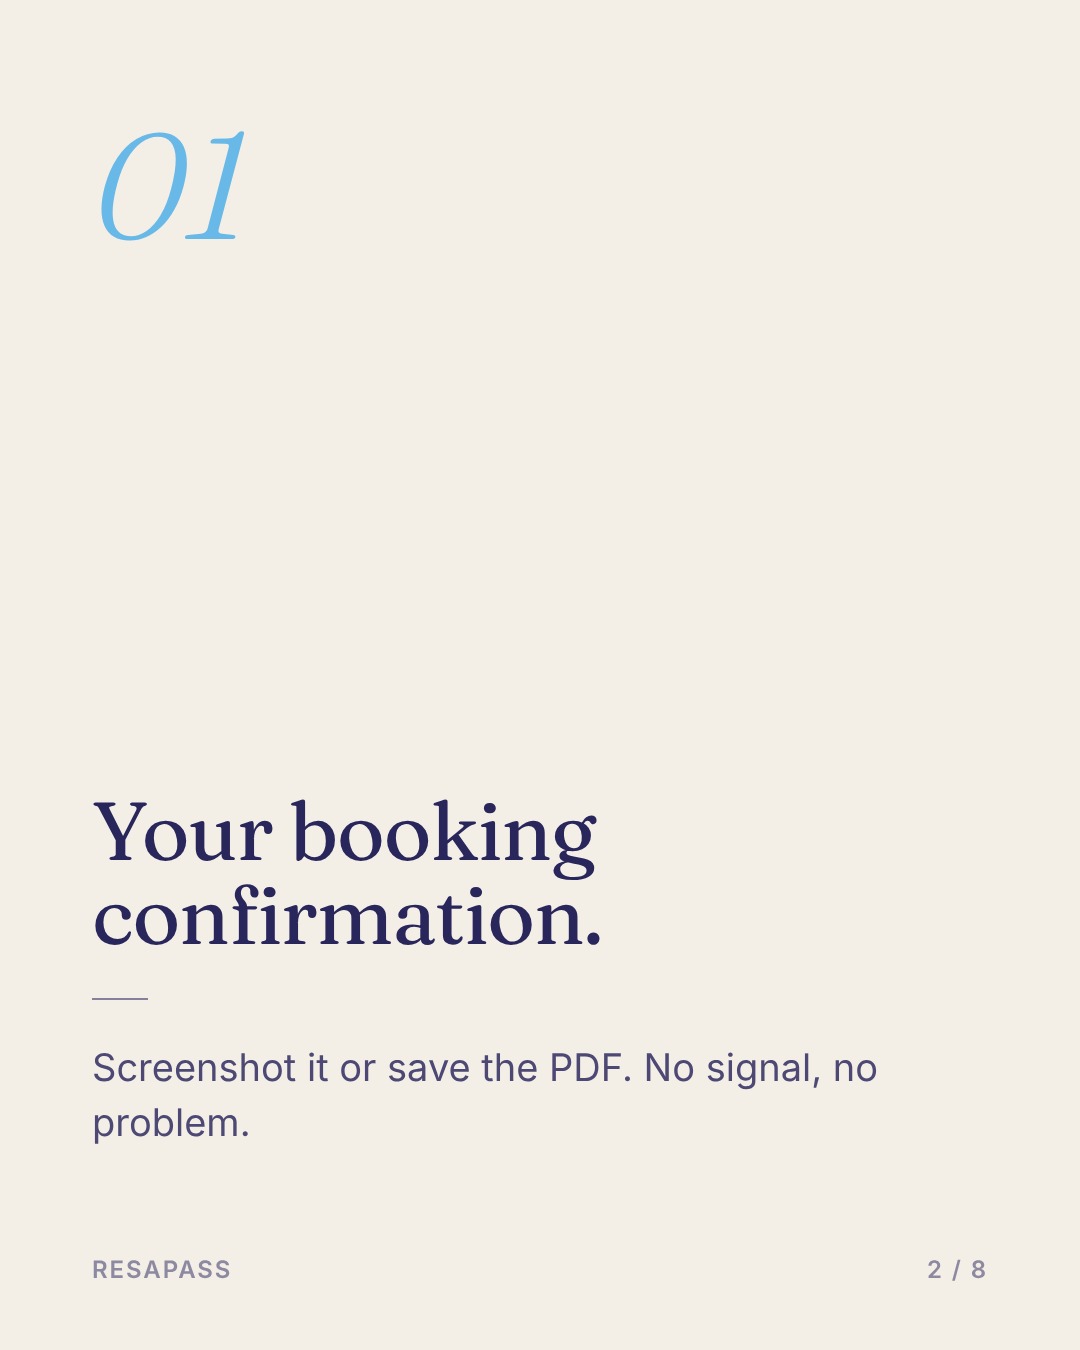 01
Your booking
confirmation.
Screenshot it or save the PDF. No signal, no
problem.
RESAPASS
2 / 8